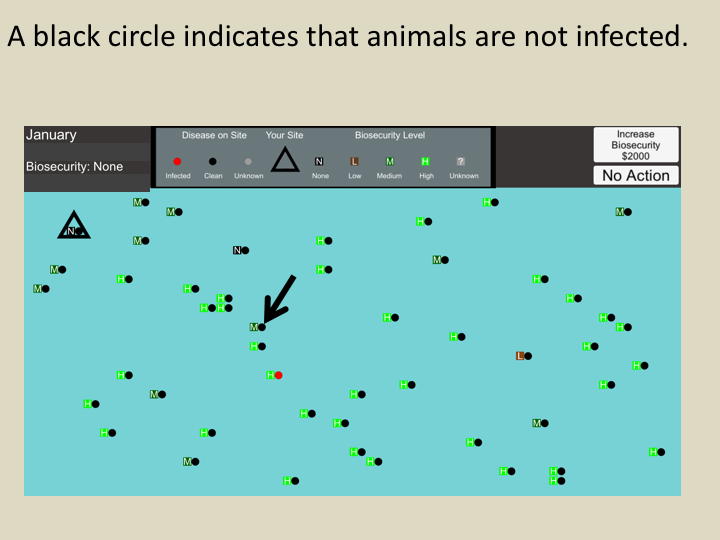 A black circle indicates that animals are not infected.
January
Biosecurity: None
Disease on Site Your Site Biosecurity Level
N L M H ?
Infected Clean Unknown None Low Medium High Unknown
Increase
Biosecurity
$2000
No Action
M H
M M
H
N
M H
N
M
M H
H H
M H
H H
H H
H H
M M
H
H H
L
H
H H
H H
M H
H
H
H M
H H
H
H H
M H
H H
H H